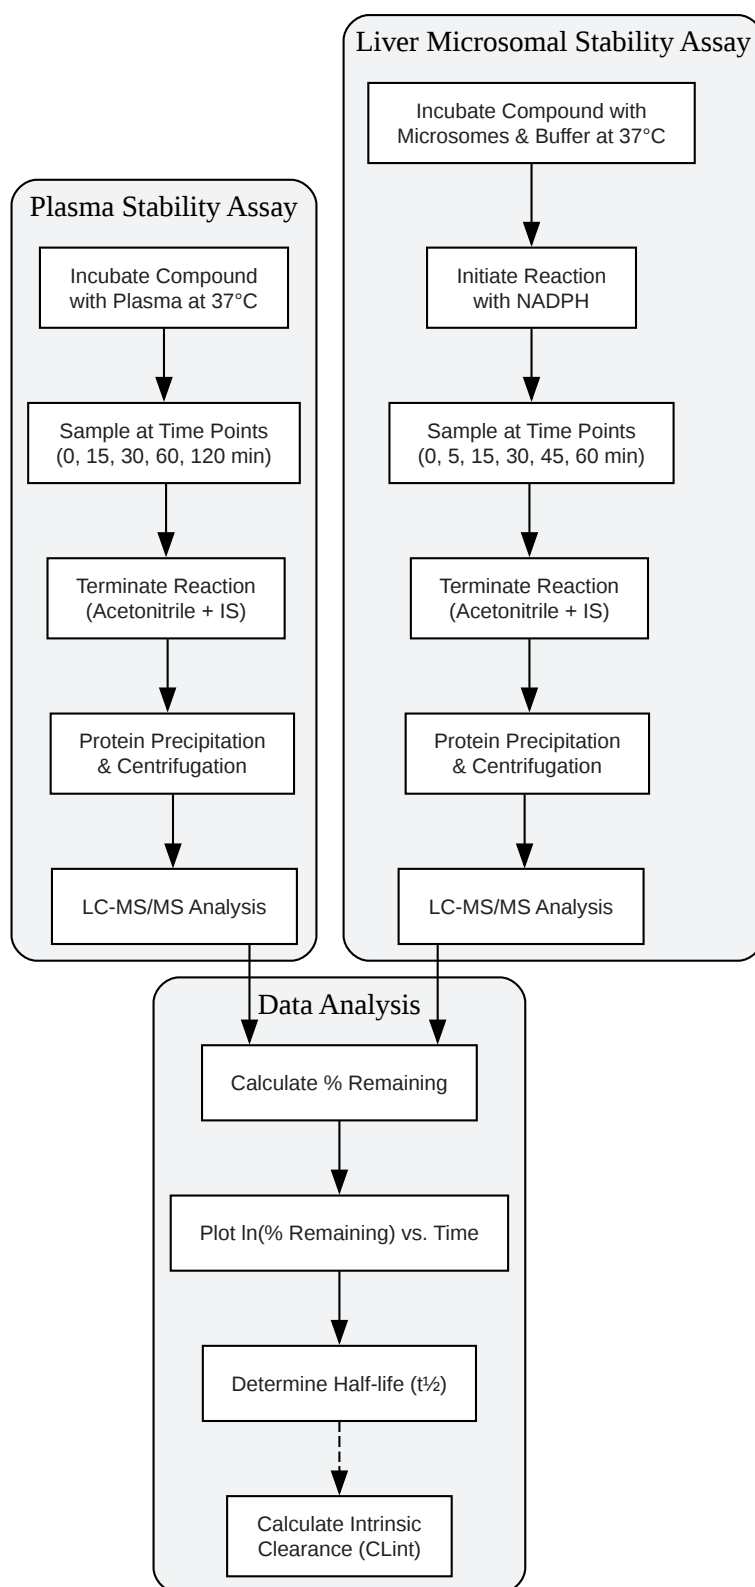 Plasma Stability Assay
Incubate Compound
with Plasma at 37°C
Sample at Time Points
(0, 15, 30, 60, 120 min)
Terminate Reaction
(Acetonitrile + IS)
Protein Precipitation
& Centrifugation
LC-MS/MS Analysis
Liver Microsomal Stability Assay
Incubate Compound with
Microsomes & Buffer at 37°C
Initiate Reaction
with NADPH
Sample at Time Points
(0, 5, 15, 30, 45, 60 min)
Terminate Reaction
(Acetonitrile + IS)
Protein Precipitation
& Centrifugation
LC-MS/MS Analysis
Data Analysis
Calculate % Remaining
Plot ln(% Remaining) vs. Time
Determine Half-life (t½)
Calculate Intrinsic
Clearance (CLint)